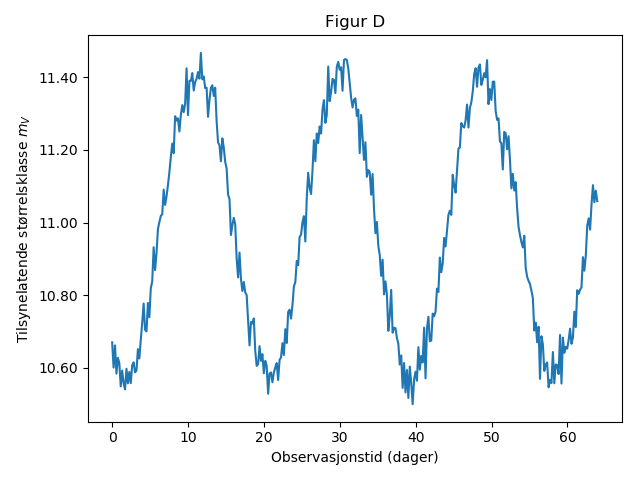 Figur D
Tilsynelatende størrelsklasse m_V
11.40
11.20
11.00
10.80
10.60
0 10 20 30 40 50 60
Observasjonstid (dager)